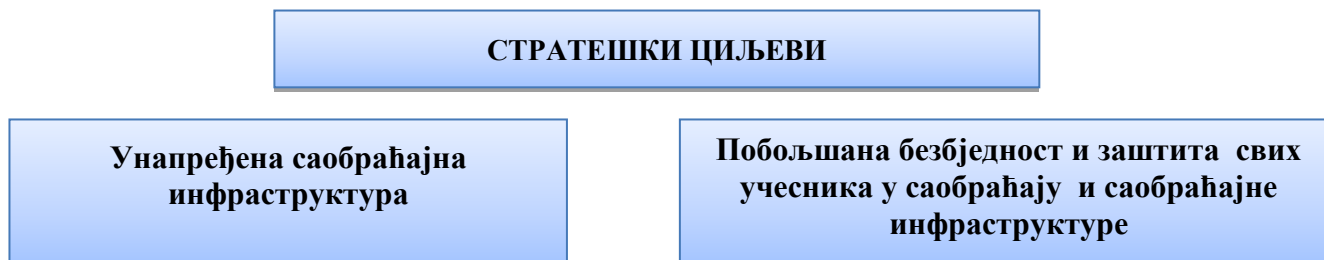 СТРАТЕШКИ ЦИЉЕВИ
Унапређена саобраћајна
инфраструктура
Побољшана безбједност и заштита свих
учесника у саобраћају и саобраћајне
инфраструктуре